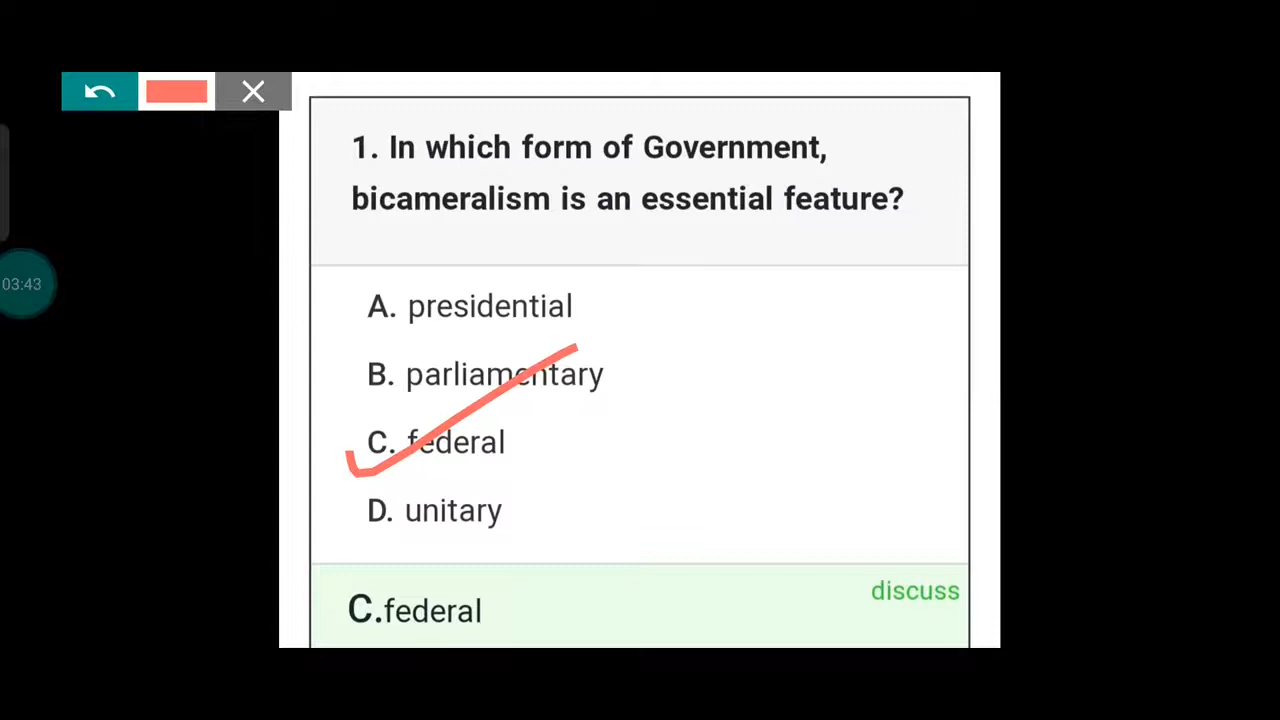 1. In which form of Government,
bicameralism is an essential feature?
A. presidential
B. parliamentary
03:43
C. federal
D. unitary
discuss
C.federal